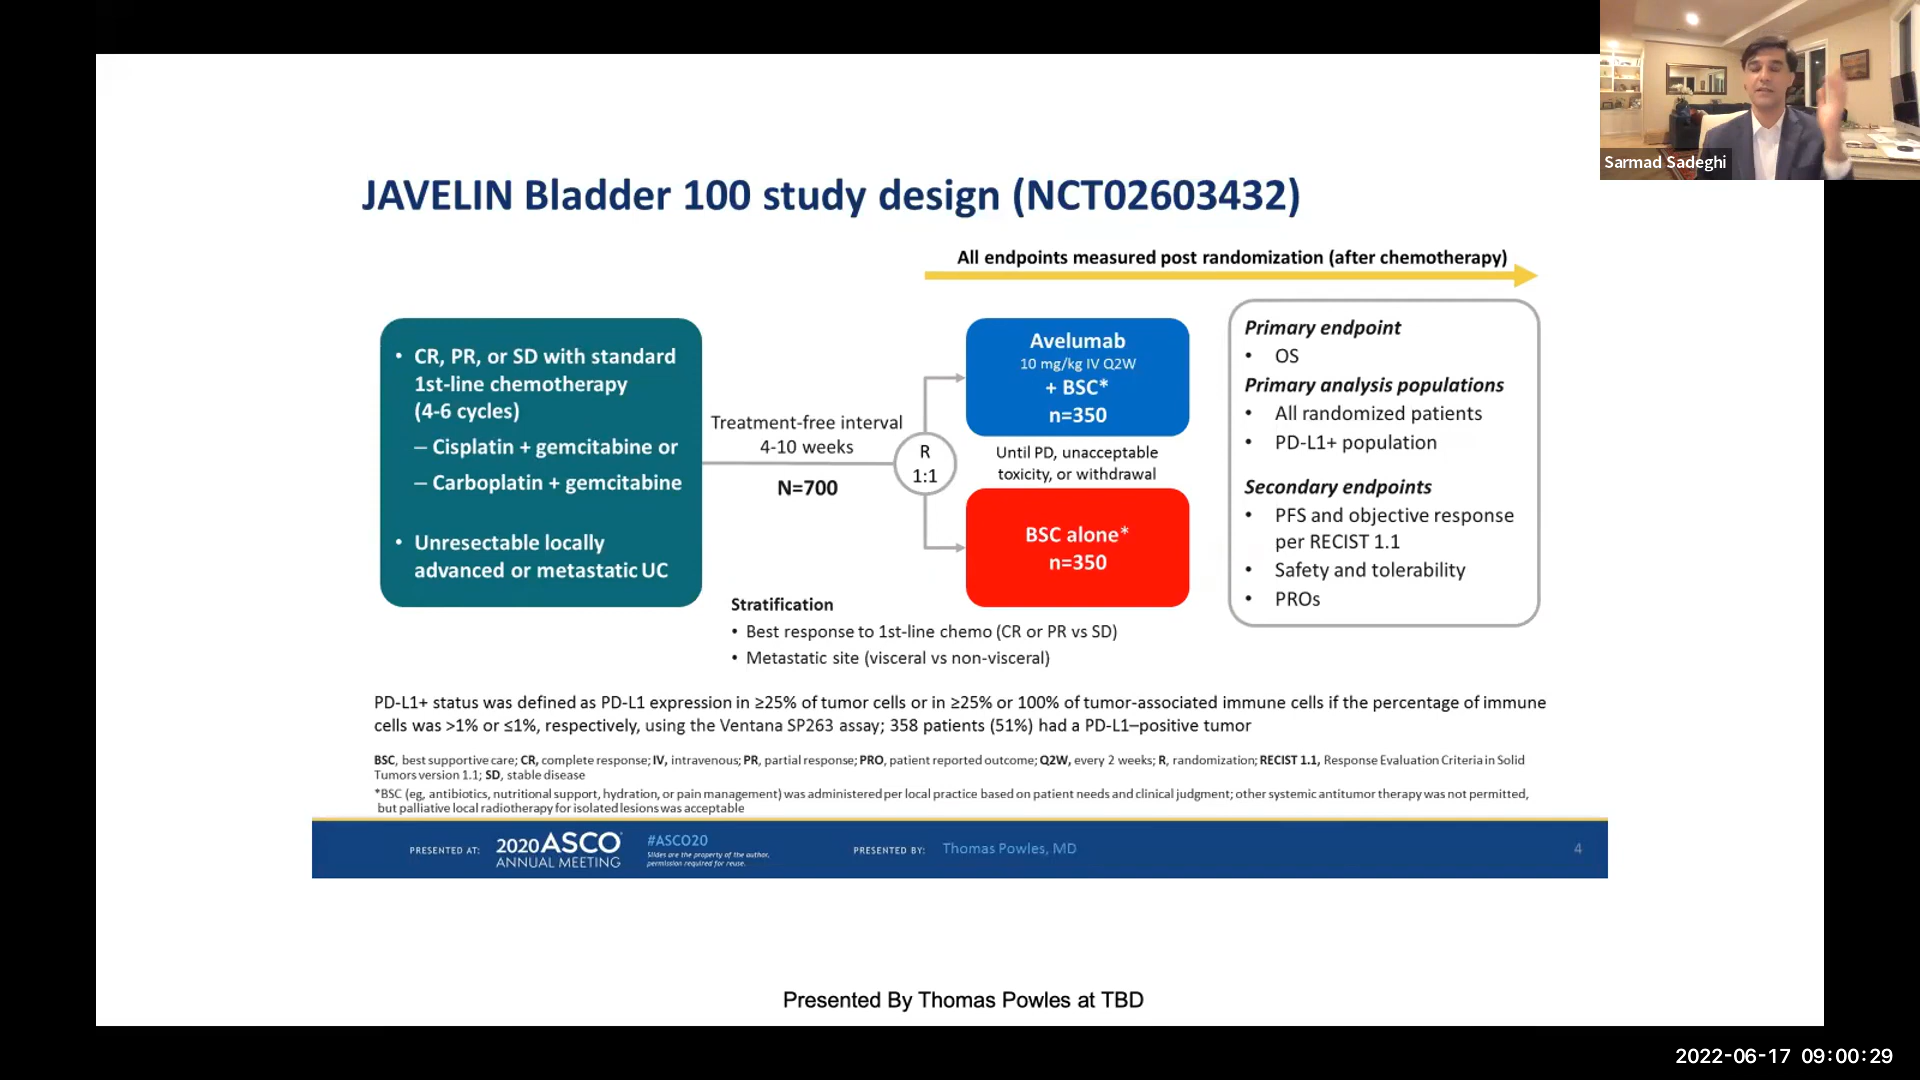 Sarmad Sadeghi
JAVELIN Bladder 100 study design (NCT02603432)
All endpoints measured post randomization (after chemotherapy)
• CR, PR, or SD with standard
1st-line chemotherapy
(4-6 cycles)
– Cisplatin + gemcitabine or
– Carboplatin + gemcitabine
• Unresectable locally
advanced or metastatic UC
Treatment-free interval
4-10 weeks
N=700
R
1:1
Avelumab
10 mg/kg IV Q2W
+ BSC*
n=350
Until PD, unacceptable
toxicity, or withdrawal
BSC alone*
n=350
Primary endpoint
• OS
Primary analysis populations
• All randomized patients
• PD-L1+ population
Secondary endpoints
• PFS and objective response
per RECIST 1.1
• Safety and tolerability
• PROs
Stratification
• Best response to 1st-line chemo (CR or PR vs SD)
• Metastatic site (visceral vs non-visceral)
PD-L1+ status was defined as PD-L1 expression in ≥25% of tumor cells or in ≥25% or 100% of tumor-associated immune cells if the percentage of immune
cells was >1% or ≤1%, respectively, using the Ventana SP263 assay; 358 patients (51%) had a PD-L1–positive tumor
BSC, best supportive care; CR, complete response; IV, intravenous; PR, partial response; PRO, patient reported outcome; Q2W, every 2 weeks; R, randomization; RECIST 1.1, Response Evaluation Criteria in Solid
Tumors version 1.1; SD, stable disease
*BSC (eg, antibiotics, nutritional support, hydration, or pain management) was administered per local practice based on patient needs and clinical judgment; other systemic antitumor therapy was not permitted,
but palliative local radiotherapy for isolated lesions was acceptable
PRESENTED AT:
2020 ASCO
ANNUAL MEETING
#ASCO20
Slides are the property of the author,
permission required for reuse.
PRESENTED BY:
Thomas Powles, MD
4
Presented By Thomas Powles at TBD
2022-06-17 09:00:29